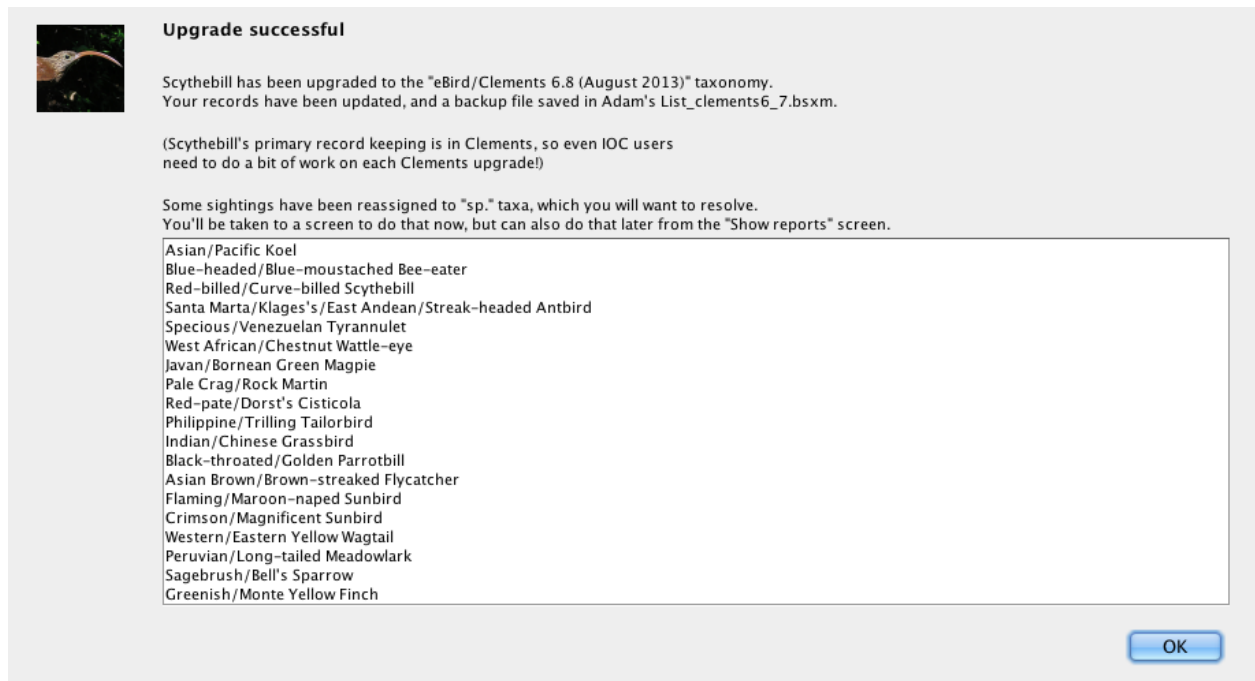 Upgrade successful
Scythebill has been upgraded to the "eBird/Clements 6.8 (August 2013)" taxonomy.
Your records have been updated, and a backup file saved in Adam's List_clements6_7.bsxm.
(Scythebill's primary record keeping is in Clements, so even IOC users
need to do a bit of work on each Clements upgrade!)
Some sightings have been reassigned to "sp." taxa, which you will want to resolve.
You'll be taken to a screen to do that now, but can also do that later from the "Show reports" screen.
Asian/Pacific Koel
Blue-headed/Blue-moustached Bee-eater
Red-billed/Curve-billed Scythebill
Santa Marta/Klages's/East Andean/Streak-headed Antbird
Specious/Venezuelan Tyrannulet
West African/Chestnut Wattle-eye
Javan/Bornean Green Magpie
Pale Crag/Rock Martin
Red-pate/Dorst's Cisticola
Philippine/Trilling Tailorbird
Indian/Chinese Grassbird
Black-throated/Golden Parrotbill
Asian Brown/Brown-streaked Flycatcher
Flaming/Maroon-naped Sunbird
Crimson/Magnificent Sunbird
Western/Eastern Yellow Wagtail
Peruvian/Long-tailed Meadowlark
Sagebrush/Bell's Sparrow
Greenish/Monte Yellow Finch
OK